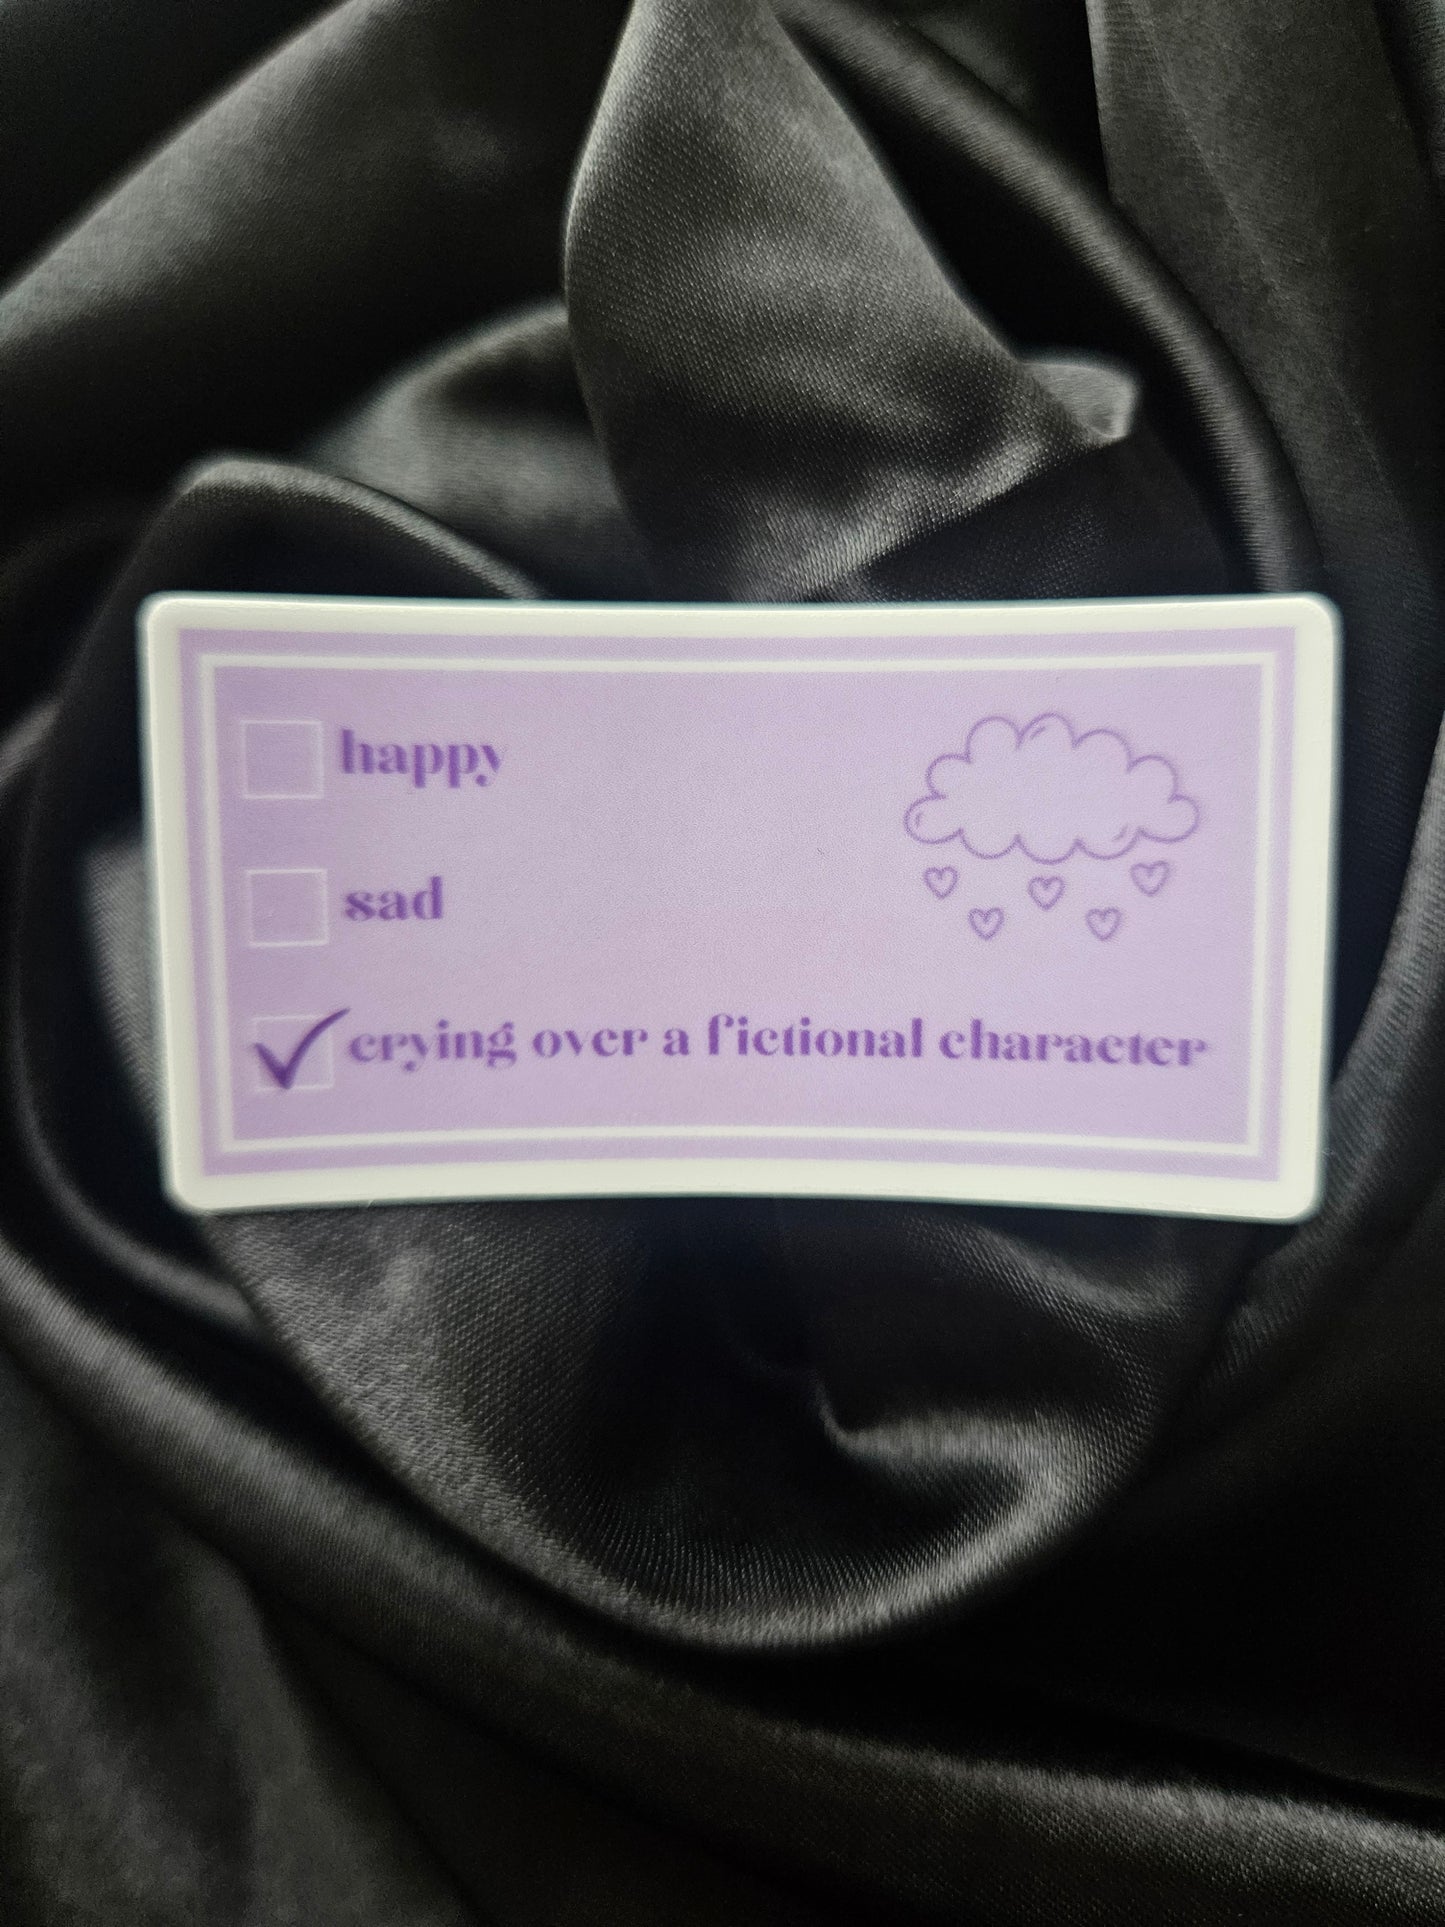 happy
sad
crying over a fictional character